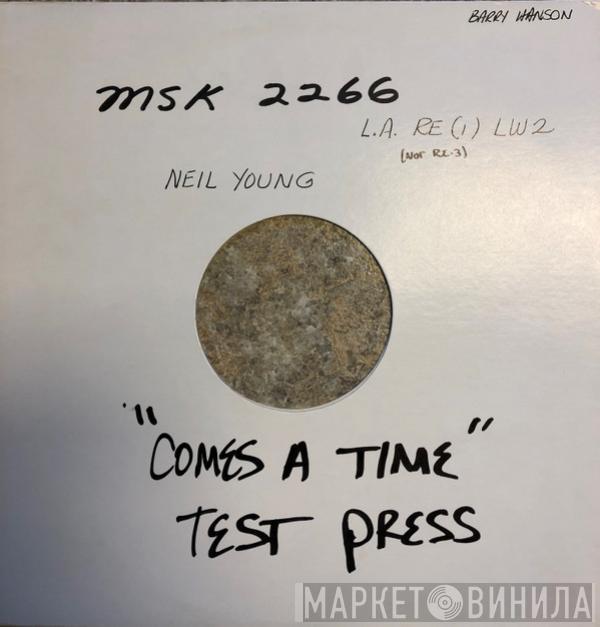 BARRY HANSON
MSK 2266
L.A. RE (1) LW2
(NOT RE-3)
NEIL YOUNG
"COMES A TIME"
TEST PRESS
МАРКЕТ ВИНИЛА